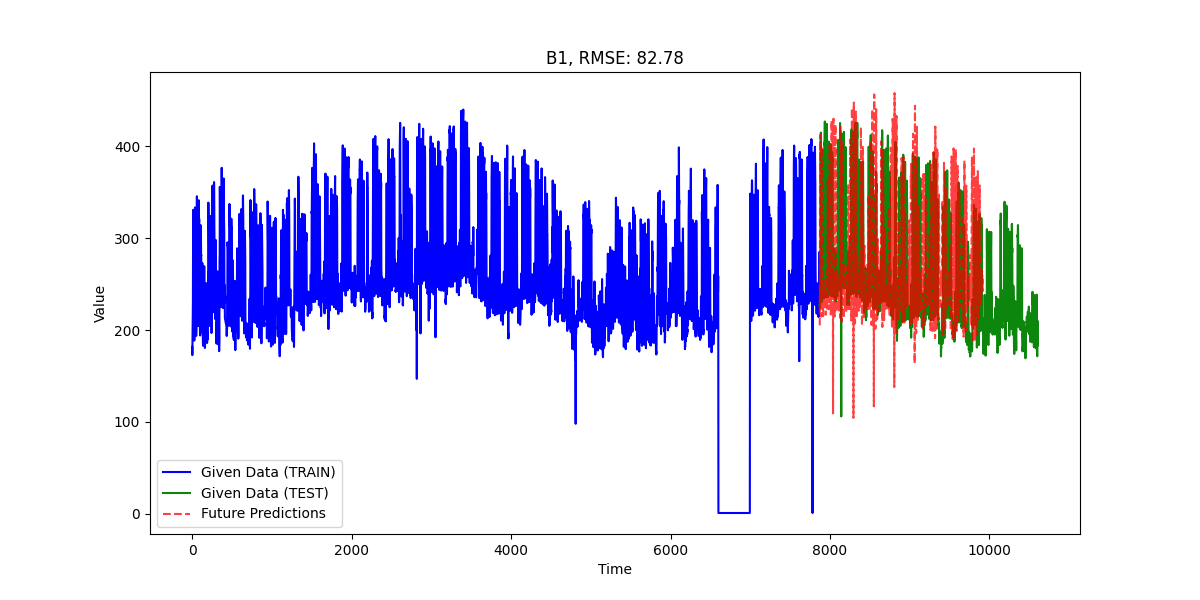 B1, RMSE: 82.78
Value
400
300
200
100
0
Given Data (TRAIN)
Given Data (TEST)
Future Predictions
0 2000 4000 6000 8000 10000
Time